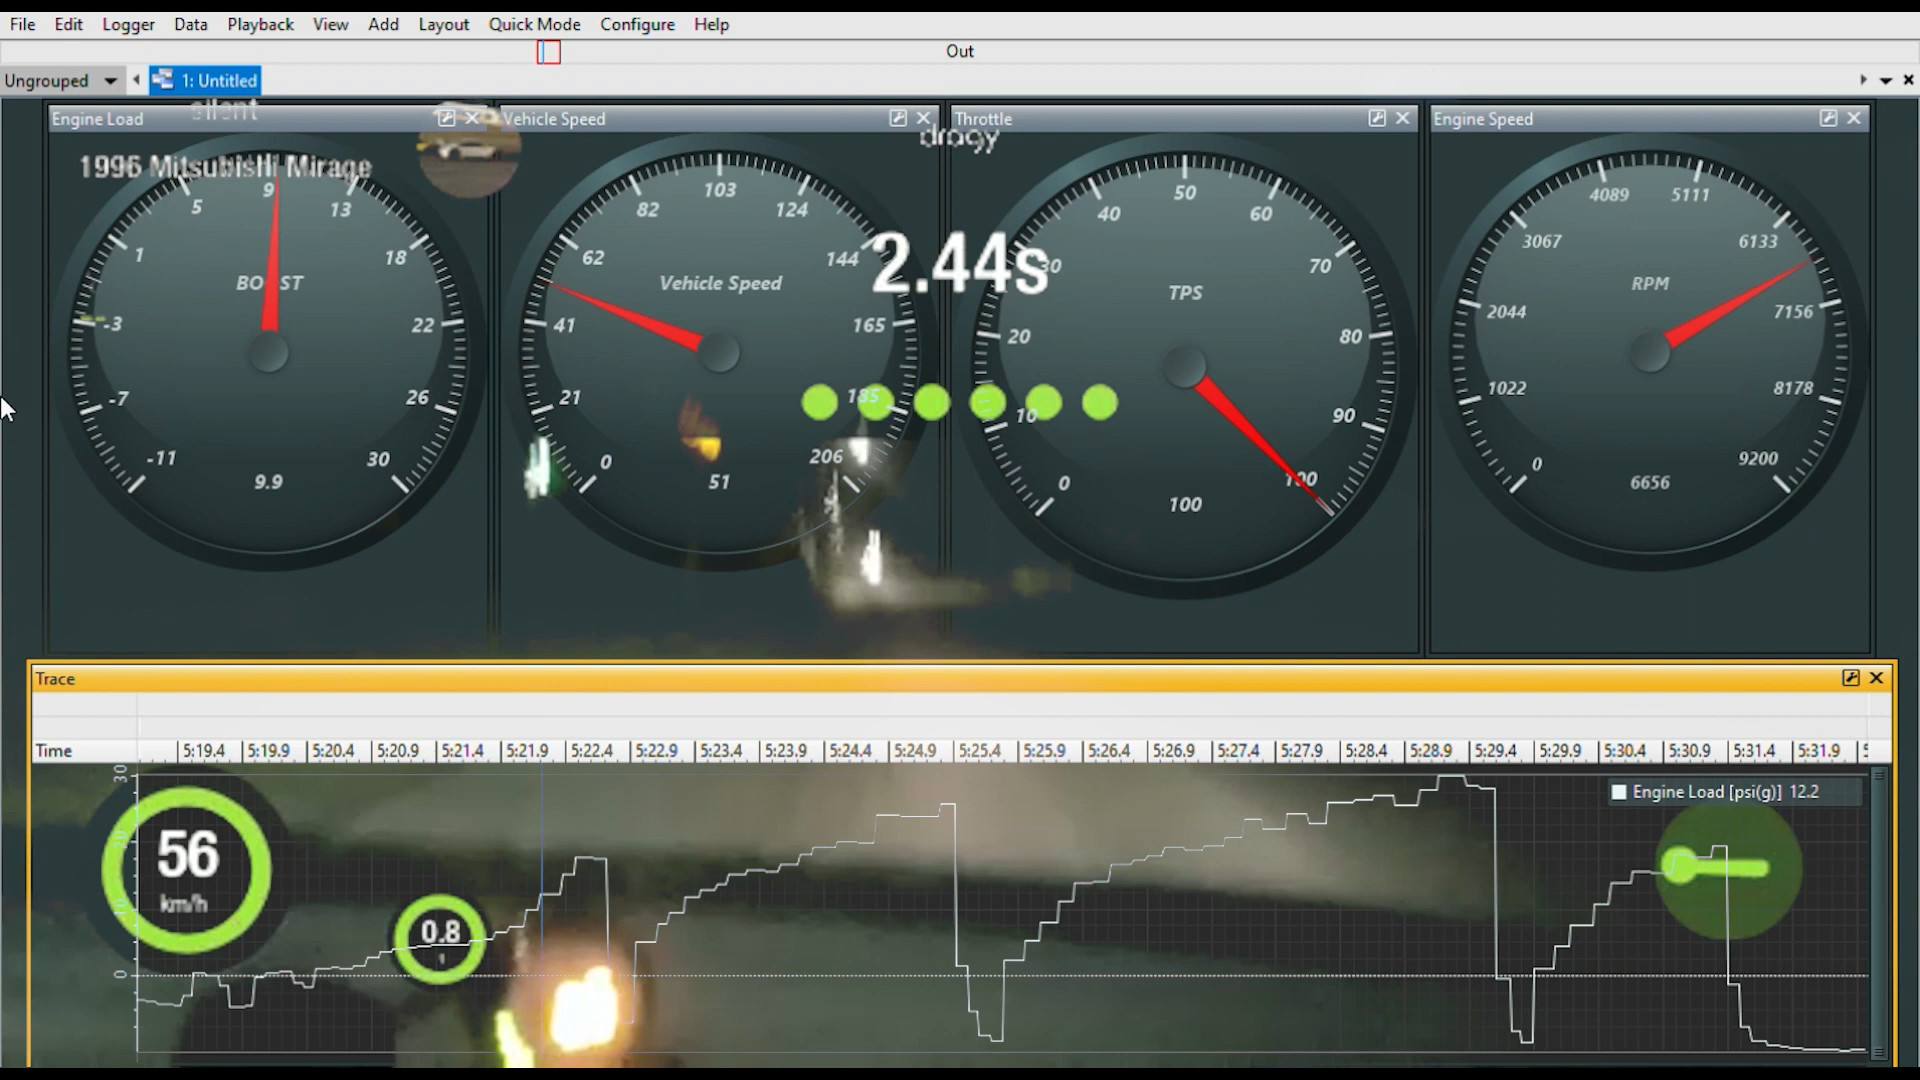 File Edit Logger Data Playback View Add Layout Quick Mode Configure Help
Out
Ungrouped 1: Untitled
silent
1996 Mitsubishi Mirage
dragy
2.44s
Engine Load
5 9 13
1 18
BOOST
-3 22
-7 26
-11 30
9.9
Vehicle Speed
82 103 124
62 144
Vehicle Speed
41 165
21 185
0 206
51
Throttle
40 50 60
30 70
TPS
20 80
10 90
0 100
100
Engine Speed
4089 5111
3067 6133
RPM
2044 7156
1022 8178
0 9200
6656
Trace
Time 5:19.4 5:19.9 5:20.4 5:20.9 5:21.4 5:21.9 5:22.4 5:22.9 5:23.4 5:23.9 5:24.4 5:24.9 5:25.4 5:25.9 5:26.4 5:26.9 5:27.4 5:27.9 5:28.4 5:28.9 5:29.4 5:29.9 5:30.4 5:30.9 5:31.4 5:31.9
30
20
10
0
Engine Load [psi(g)] 12.2
56
km/h
0.8